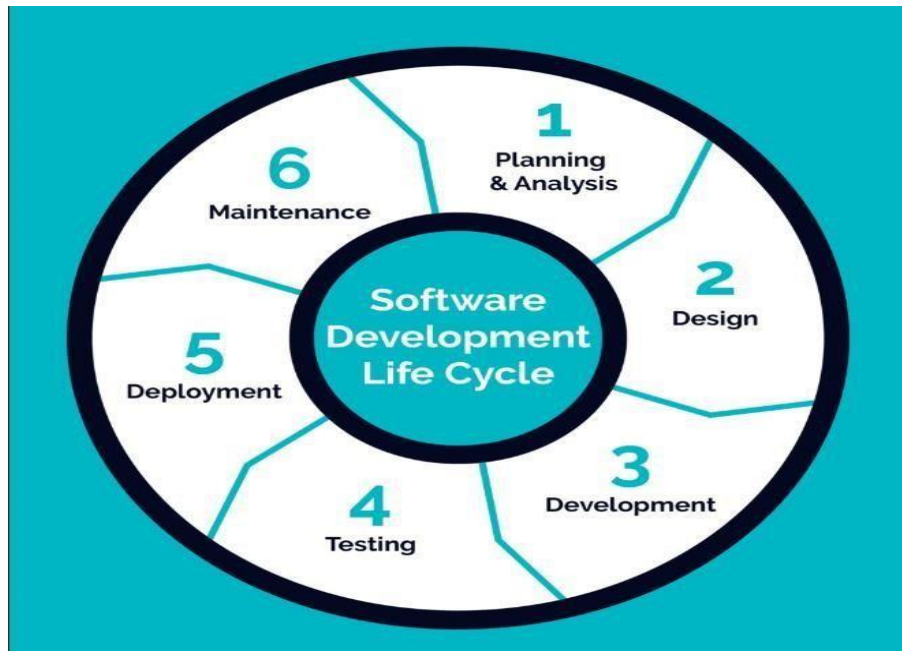 Software
Development
Life Cycle
1
Planning
& Analysis
2
Design
3
Development
4
Testing
5
Deployment
6
Maintenance